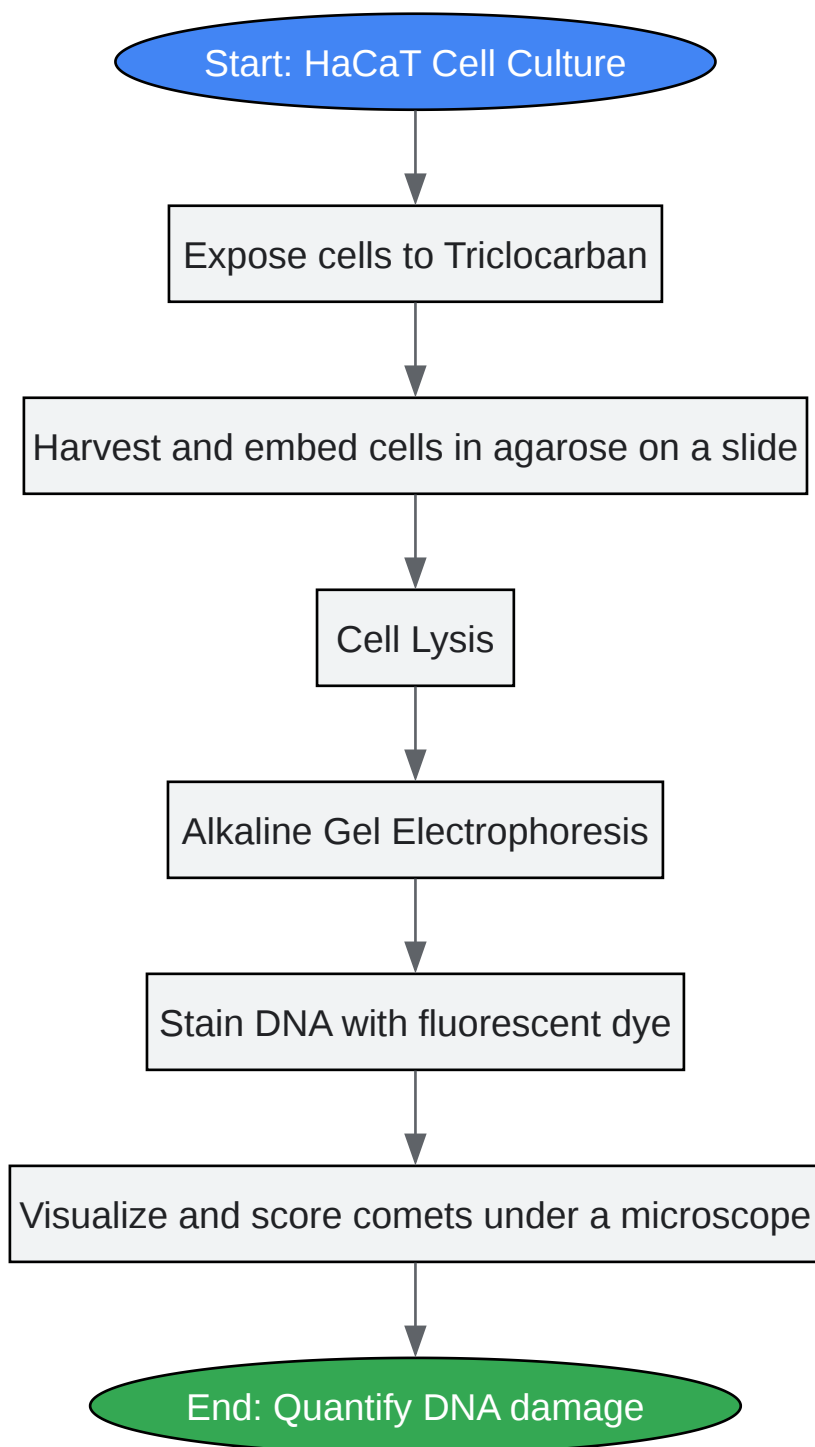 Start: HaCaT Cell Culture
Expose cells to Triclocarban
Harvest and embed cells in agarose on a slide
Cell Lysis
Alkaline Gel Electrophoresis
Stain DNA with fluorescent dye
Visualize and score comets under a microscope
End: Quantify DNA damage